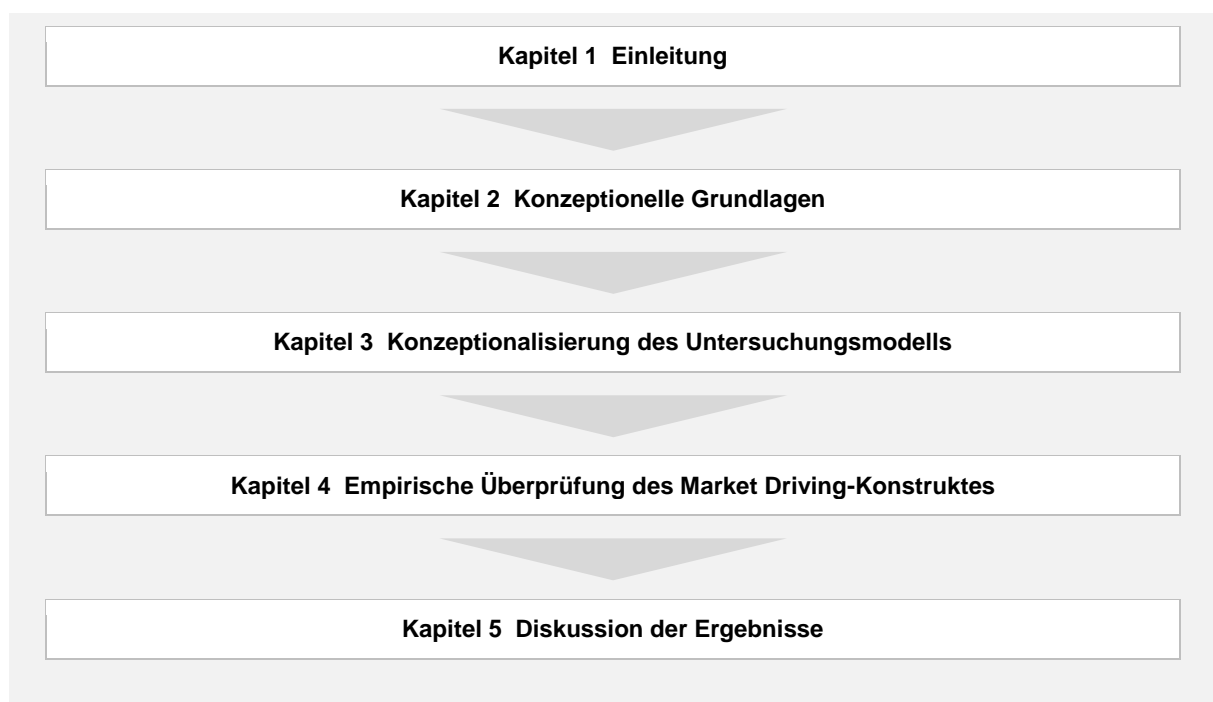 Kapitel 1  Einleitung
Kapitel 2  Konzeptionelle Grundlagen
Kapitel 3  Konzeptionalisierung des Untersuchungsmodells
Kapitel 4  Empirische Überprüfung des Market Driving-Konstruktes
Kapitel 5  Diskussion der Ergebnisse